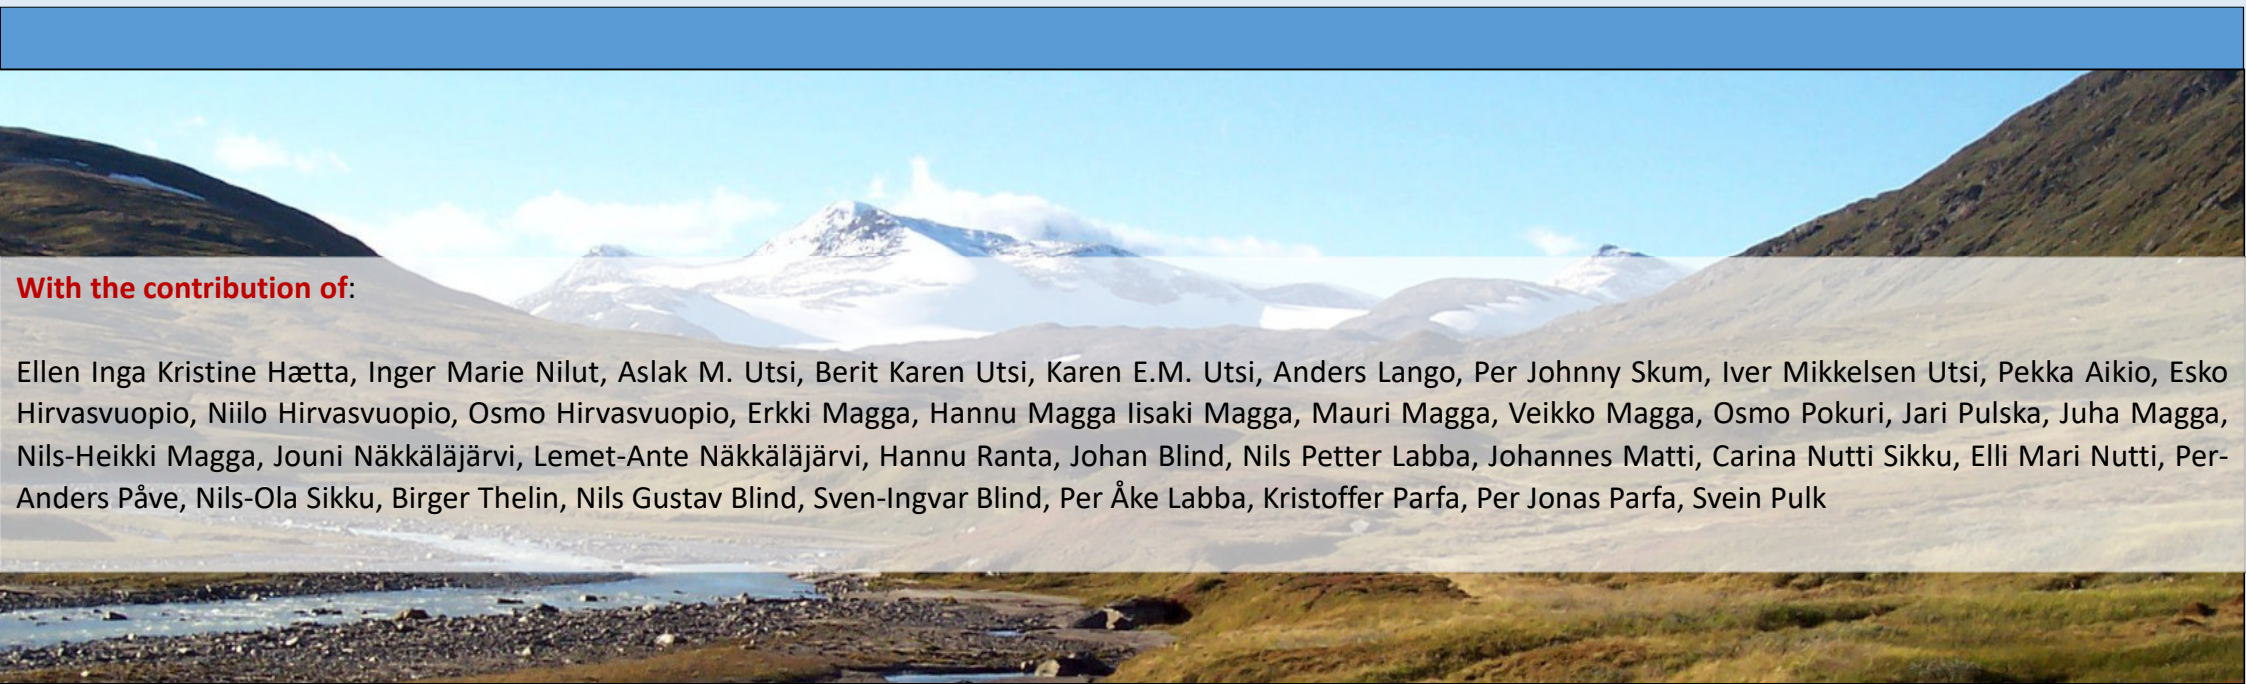 With the contribution of:
Ellen Inga Kristine Hætta, Inger Marie Nilut, Aslak M. Utsi, Berit Karen Utsi, Karen E.M. Utsi, Anders Lango, Per Johnny Skum, Iver Mikkelsen Utsi, Pekka Aikio, Esko
Hirvasvuopio, Niilo Hirvasvuopio, Osmo Hirvasvuopio, Erkki Magga, Hannu Magga Iisaki Magga, Mauri Magga, Veikko Magga, Osmo Pokuri, Jari Pulska, Juha Magga,
Nils-Heikki Magga, Jouni Näkkäläjärvi, Lemet-Ante Näkkäläjärvi, Hannu Ranta, Johan Blind, Nils Petter Labba, Johannes Matti, Carina Nutti Sikku, Elli Mari Nutti, Per-
Anders Påve, Nils-Ola Sikku, Birger Thelin, Nils Gustav Blind, Sven-Ingvar Blind, Per Åke Labba, Kristoffer Parfa, Per Jonas Parfa, Svein Pulk